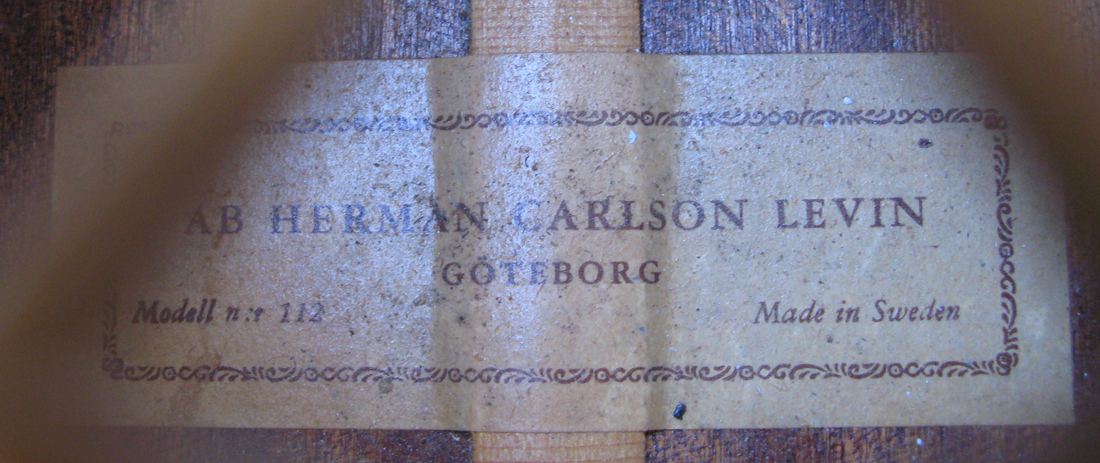 AB HERMAN CARLSON LEVIN
GÖTEBORG
Modell n:r 112 Made in Sweden